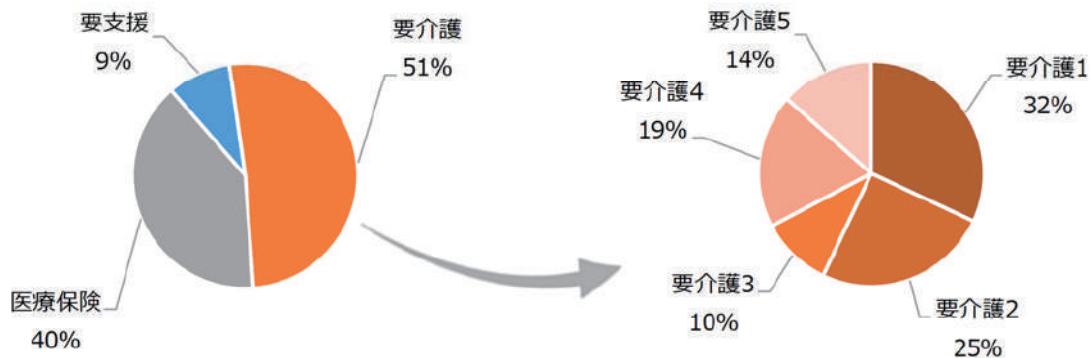 要支援
9%
要介護
51%
医療保険
40%
要介護5
14%
要介護1
32%
要介護4
19%
要介護3
10%
要介護2
25%